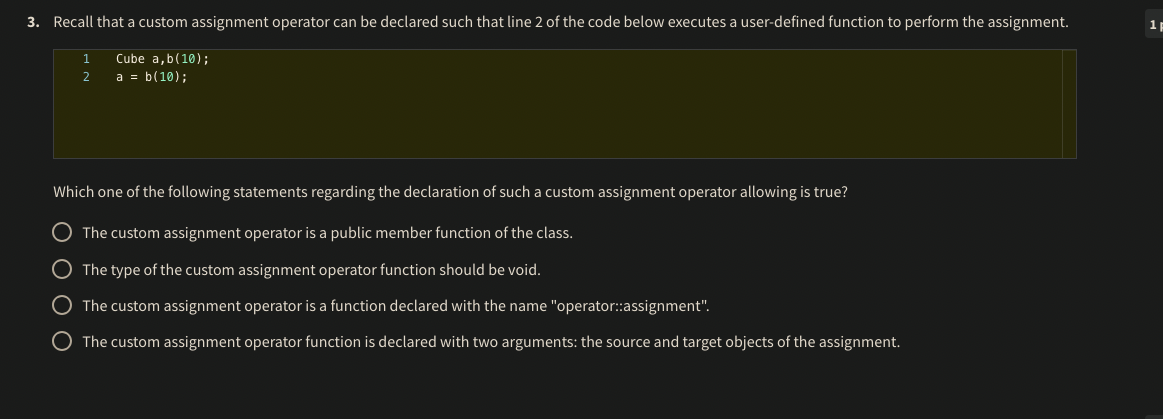 3. Recall that a custom assignment operator can be declared such that line 2 of the code below executes a user-defined function to perform the assignment.
1 p
1 Cube a,b(10);
2 a = b(10);
Which one of the following statements regarding the declaration of such a custom assignment operator allowing is true?
The custom assignment operator is a public member function of the class.
The type of the custom assignment operator function should be void.
The custom assignment operator is a function declared with the name "operator::assignment".
The custom assignment operator function is declared with two arguments: the source and target objects of the assignment.